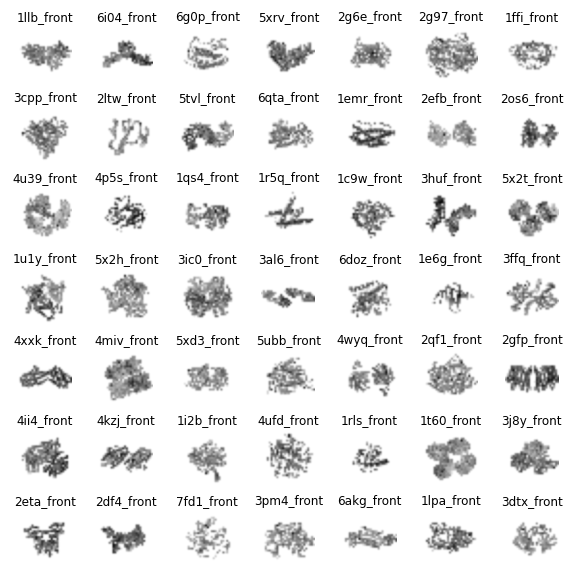 1llb_front 6i04_front 6g0p_front 5xrv_front 2g6e_front 2g97_front 1ffi_front
3cpp_front 2ltw_front 5tvl_front 6qta_front 1emr_front 2efb_front 2os6_front
4u39_front 4p5s_front 1qs4_front 1r5q_front 1c9w_front 3huf_front 5x2t_front
1u1y_front 5x2h_front 3ic0_front 3al6_front 6doz_front 1e6g_front 3ffq_front
4xxk_front 4miv_front 5xd3_front 5ubb_front 4wyq_front 2qf1_front 2gfp_front
4ii4_front 4kzj_front 1i2b_front 4ufd_front 1rls_front 1t60_front 3j8y_front
2eta_front 2df4_front 7fd1_front 3pm4_front 6akg_front 1lpa_front 3dtx_front